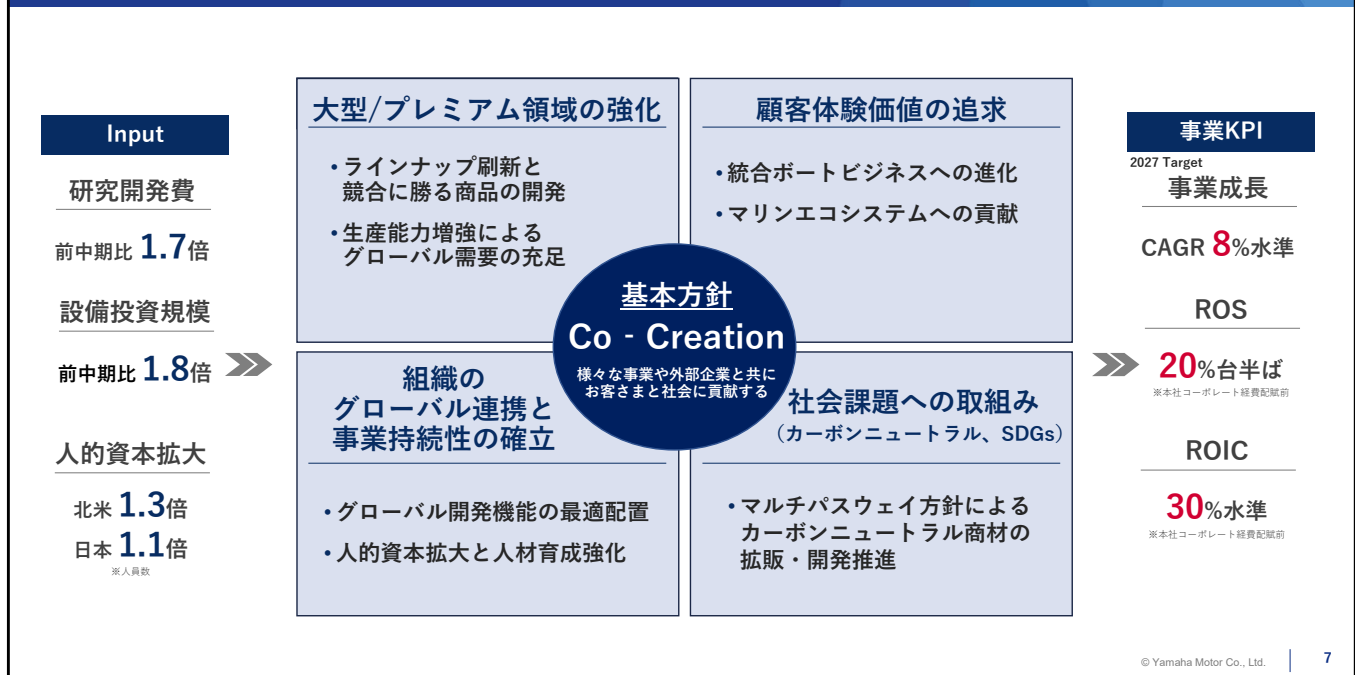 Input
研究開発費
前中期比 1.7倍
設備投資規模
前中期比 1.8倍
人的資本拡大
北米 1.3倍
日本 1.1倍
※人員数
大型/プレミアム領域の強化
・ラインナップ刷新と
競合に勝る商品の開発
・生産能力増強による
グローバル需要の充足
顧客体験価値の追求
・統合ボートビジネスへの進化
・マリンエコシステムへの貢献
基本方針
Co‐Creation
様々な事業や外部企業と共に
お客さまと社会に貢献する
組織の
グローバル連携と
事業持続性の確立
・グローバル開発機能の最適配置
・人的資本拡大と人材育成強化
社会課題への取組み
(カーボンニュートラル、SDGs)
・マルチパスウェイ方針による
カーボンニュートラル商材の
拡販・開発推進
事業KPI
2027 Target
事業成長
CAGR 8%水準
ROS
20%台半ば
※本社コーポレート経費配賦前
ROIC
30%水準
※本社コーポレート経費配賦前
© Yamaha Motor Co., Ltd.
7